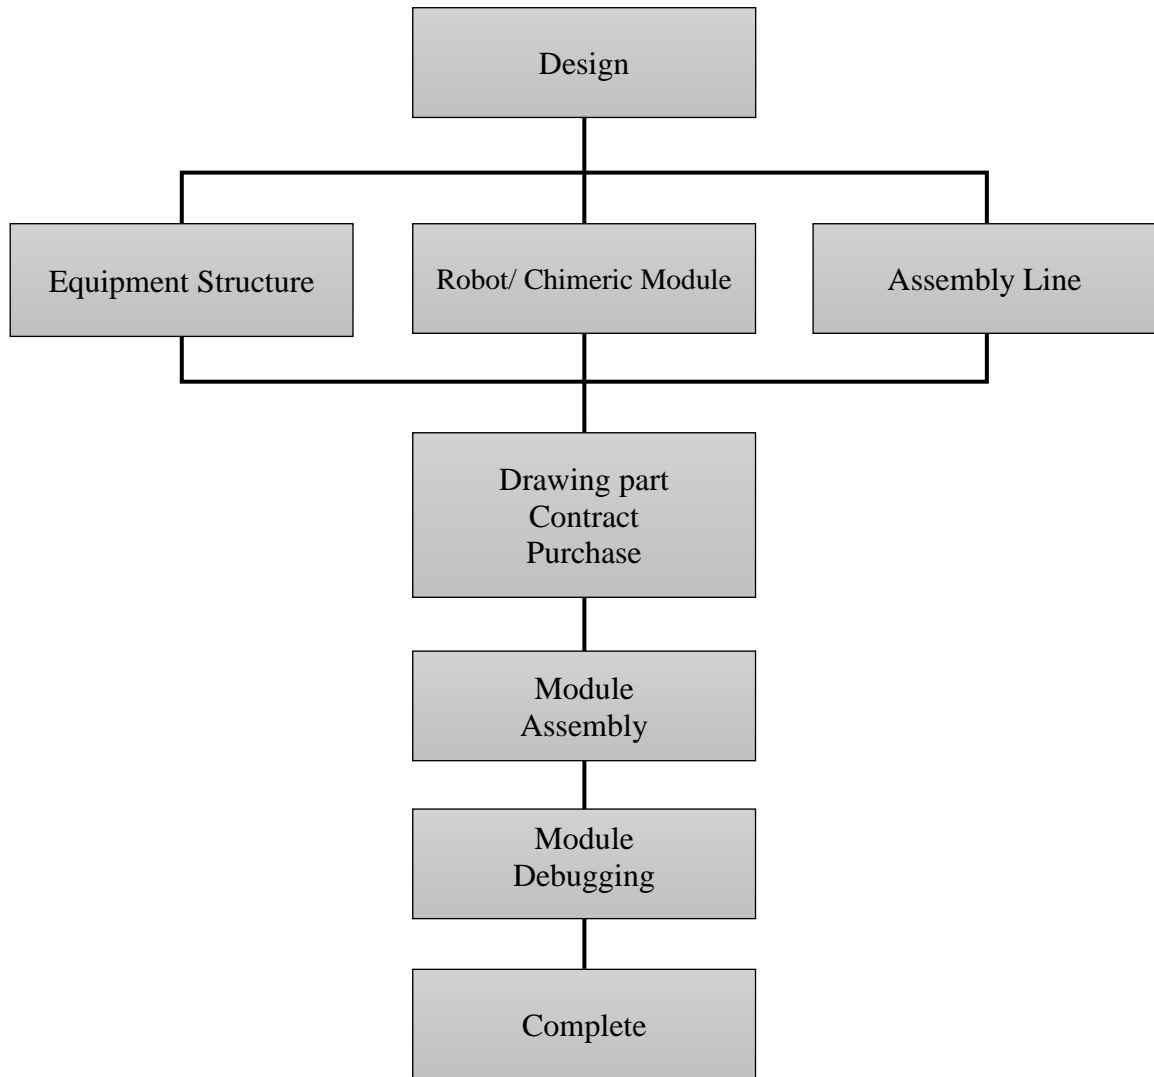 Design
Equipment Structure
Robot/ Chimeric Module
Assembly Line
Drawing part
Contract
Purchase
Module
Assembly
Module
Debugging
Complete